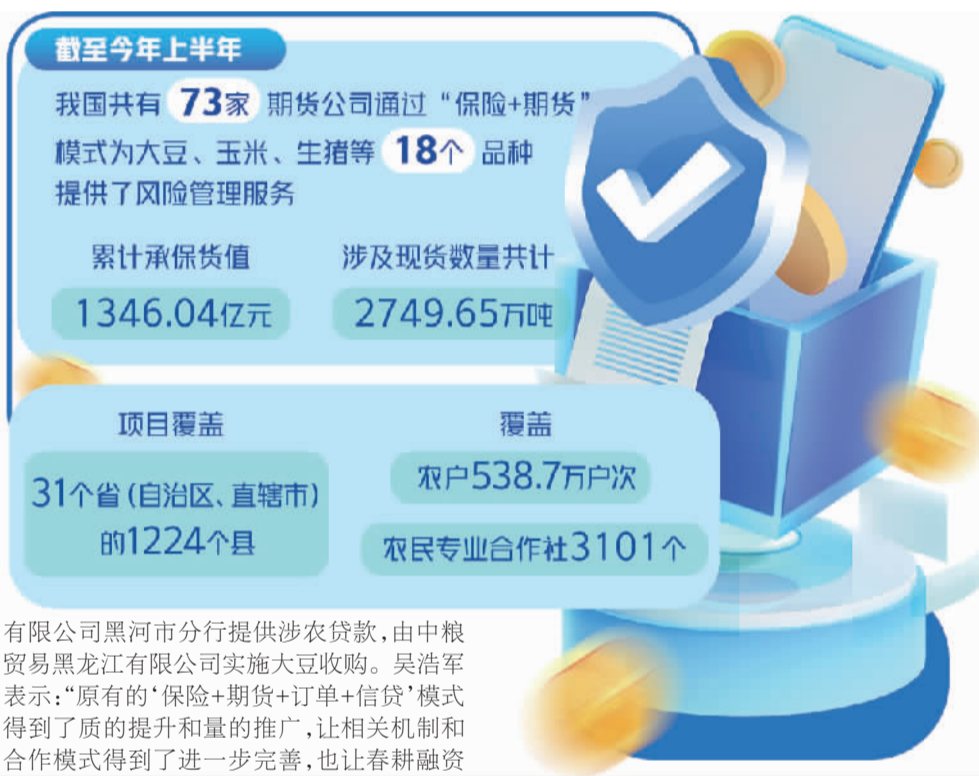 截至今年上半年
我国共有 73家 期货公司通过“保险+期货”
模式为大豆、玉米、生猪等 18个 品种
提供了风险管理服务
累计承保货值
1346.04亿元
涉及现货数量共计
2749.65万吨
项目覆盖
31个省(自治区、直辖市)
的1224个县
覆盖
农户538.7万户次
农民专业合作社3101个
有限公司黑河市分行提供涉农贷款,由中粮
贸易黑龙江有限公司实施大豆收购。吴浩军
表示:“原有的‘保险+期货+订单+信贷’模式
得到了质的提升和量的推广,让相关机制和
合作模式得到了进一步完善,也让春耕融资